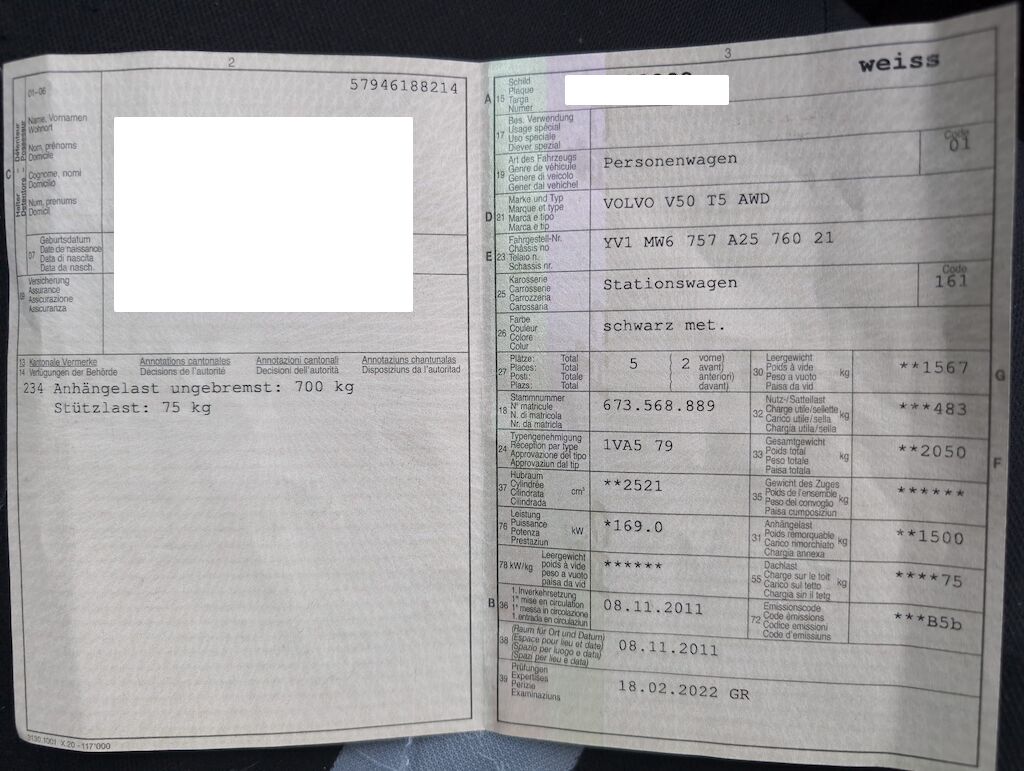 2
57946188214
01-06
Name, Vornamen
Wohnort
Nom, prénoms
Domicile
Cognome, nomi
Domicilio
Num, prenums
Domicil
C
Halter - Détenteur
Detentore - Possessur
07
Geburtsdatum
Date de naissance
Data di nascita
Data da nasch.
09
Versicherung
Assurance
Assicurazione
Assicuranza
13 Kantonale Vermerke Annotations cantonales Annotazioni cantonali Annotaziuns chantunalas
14 Verfügungen der Behörde Décisions de l'autorité Decisioni dell'autorità Disposiziuns da l'autoritad
234 Anhängelast ungebremst: 700 kg
Stützlast: 75 kg
3
weiss
A 15
Schild
Plaque
Targa
Numer
17
Bes. Verwendung
Usage spécial
Uso speciale
Diever spezial
19
Art des Fahrzeugs
Genre de véhicule
Genere di veicolo
Gener dal vehichel
Personenwagen
Code
01
D 21
Marke und Typ
Marque et type
Marca e tipo
Marca e tip
VOLVO V50 T5 AWD
E 23
Fahrgestell-Nr.
Châssis no
Telaio n.
Schassis nr.
YV1 MW6 757 A25 760 21
25
Karosserie
Carrosserie
Carrozzeria
Carossaria
Stationswagen
Code
161
26
Farbe
Couleur
Colore
Colur
schwarz met.
27
Plätze: Total
Places: Total
Posti: Totale
Plazs: Total
5
2
vorne)
avant)
anteriori)
davant)
30
Leergewicht
Poids à vide
Peso a vuoto
Paisa da vid
kg
**1567
G
18
Stammnummer
N° matricule
N. di matricola
Nr. da matricla
673.568.889
32
Nutz-/Sattellast
Charge utile/sellette
Carico utile/sella
Chargia utila/sella
kg
***483
24
Typengenehmigung
Réception par type
Approvazione del tipo
Approvaziun dal tip
1VA5 79
33
Gesamtgewicht
Poids total
Peso totale
Paisa totala
kg
**2050
F
37
Hubraum
Cylindrée
Cilindrata
Cilindrada
cm³
**2521
35
Gewicht des Zuges
Poids de l'ensemble
Peso del convoglio
Paisa cumposiziun
kg
******
76
Leistung
Puissance
Potenza
Prestaziun
kW
*169.0
31
Anhängelast
Poids remorquable
Carico rimorchiato
Chargia annexa
kg
**1500
78 kW/kg
Leergewicht
poids à vide
peso a vuoto
paisa da vid
******
55
Dachlast
Charge sur le toit
Carico sul tetto
Chargia sin il tetg
kg
****75
B 36
1. Inverkehrsetzung
1re mise en circulation
1a messa in circolazione
1. entrada en circulaziun
08.11.2011
72
Emissionscode
Code émissions
Codice emissioni
Code d'emissiuns
***B5b
38
(Raum für Ort und Datum)
(Espace pour lieu et date)
(Spazio per luogo e data)
(Spazi per lieu e data)
08.11.2011
39
Prüfungen
Expertises
Perizie
Examinaziuns
18.02.2022 GR
3130.1001 X.20 - 117'000